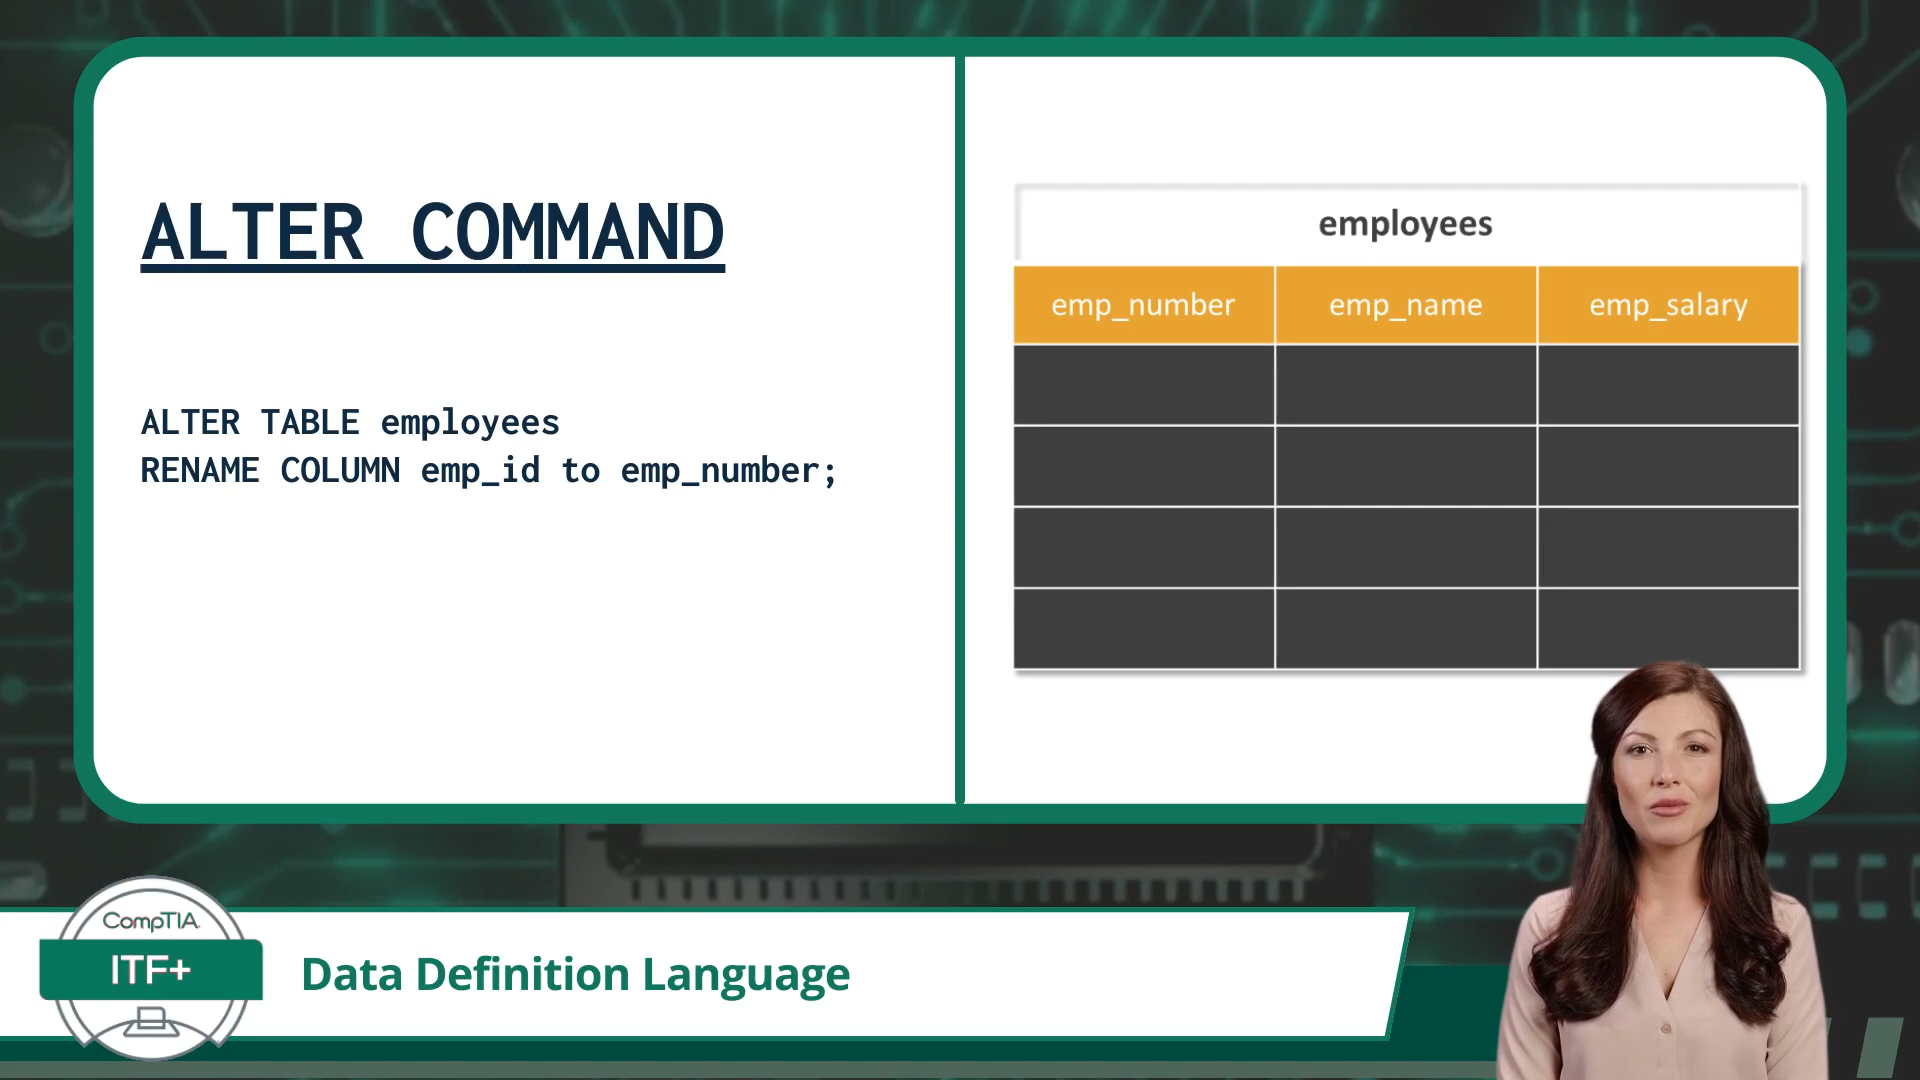 ALTER COMMAND
ALTER TABLE employees
RENAME COLUMN emp_id to emp_number;
employees
emp_number emp_name emp_salary
CompTIA
ITF+
Data Definition Language